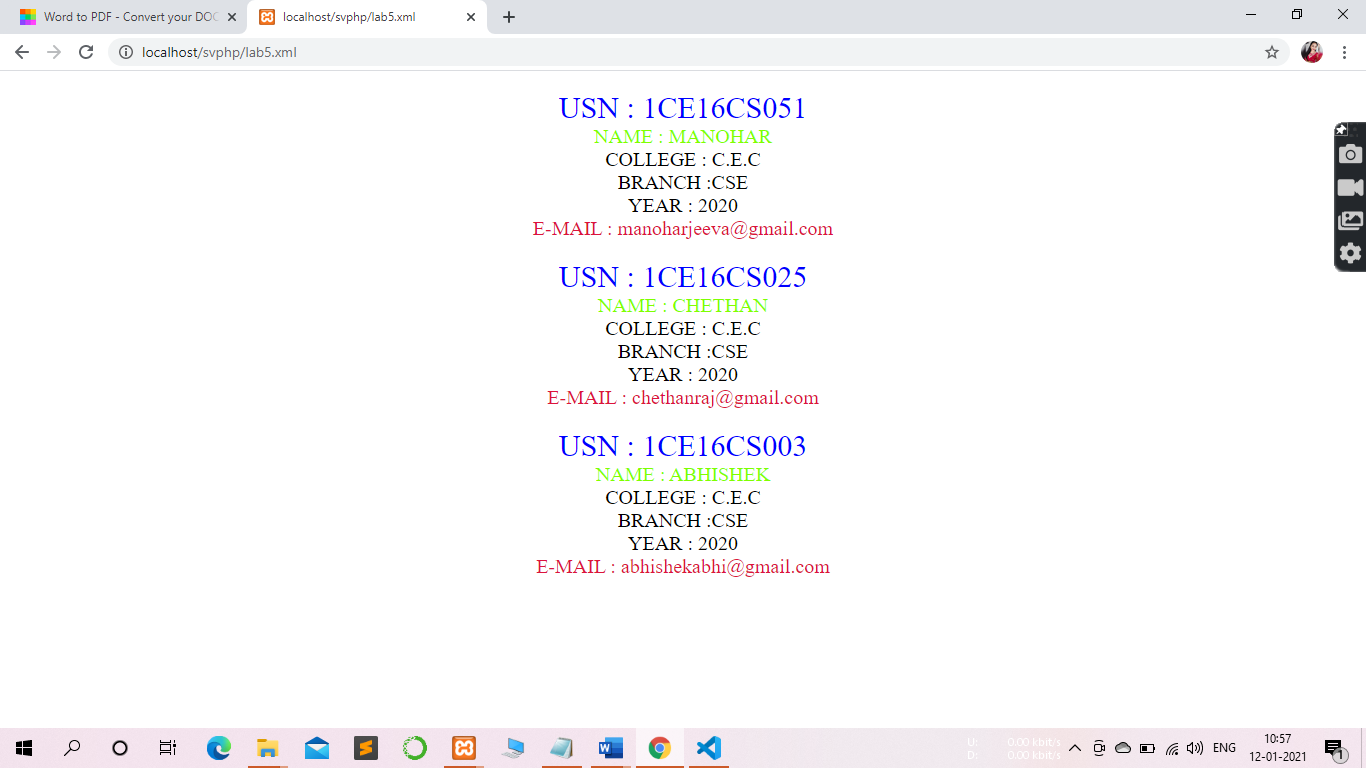 Word to PDF - Convert your DOC
localhost/svphp/lab5.xml
localhost/svphp/lab5.xml
USN : 1CE16CS051
NAME : MANOHAR
COLLEGE : C.E.C
BRANCH :CSE
YEAR : 2020
E-MAIL : manoharjeeva@gmail.com
USN : 1CE16CS025
NAME : CHETHAN
COLLEGE : C.E.C
BRANCH :CSE
YEAR : 2020
E-MAIL : chethanraj@gmail.com
USN : 1CE16CS003
NAME : ABHISHEK
COLLEGE : C.E.C
BRANCH :CSE
YEAR : 2020
E-MAIL : abhishekabhi@gmail.com
U: 0.00 kbit/s
D: 0.00 kbit/s
ENG
10:57
12-01-2021
1